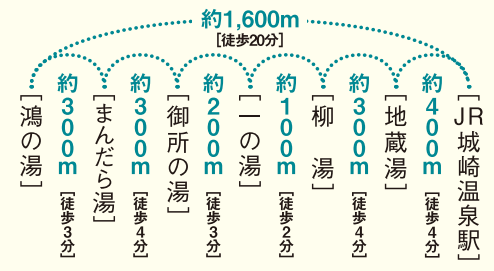 約1,600m
[徒歩20分]
[鴻の湯]
約300m
[徒歩3分]
[まんだら湯]
約300m
[徒歩4分]
[御所の湯]
約200m
[徒歩3分]
[一の湯]
約100m
[徒歩2分]
[柳 湯]
約300m
[徒歩4分]
[地蔵湯]
約400m
[徒歩4分]
[JR城崎温泉駅]